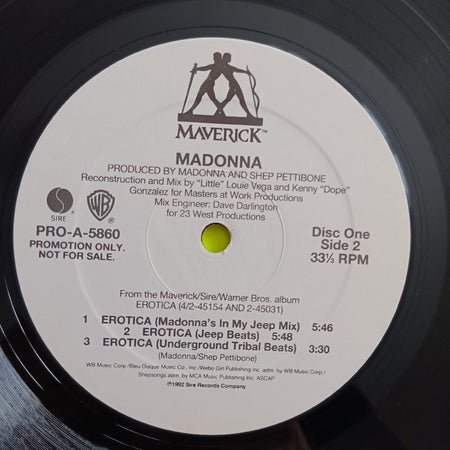 MAVERICK™
MADONNA
PRODUCED BY MADONNA AND SHEP PETTIBONE
Reconstruction and Mix by "Little" Louie Vega and Kenny "Dope"
Gonzalez for Masters at Work Productions
Mix Engineer: Dave Darlington
for 23 West Productions
S
SIRE
WB
PRO-A-5860
PROMOTION ONLY.
NOT FOR SALE.
Disc One
Side 2
33⅓ RPM
From the Maverick/Sire/Warner Bros. album
EROTICA (4/2-45154 AND 2-45031)
1 EROTICA (Madonna's In My Jeep Mix) 5:46
2 EROTICA (Jeep Beats) 5:48
3 EROTICA (Underground Tribal Beats) 3:30
(Madonna/Shep Pettibone)
WB Music Corp./Bleu Disque Music Co., Inc./Webo Girl Publishing Inc. adm. by WB Music Corp./
Shepsongs adm. by MCA Music Publishing Inc. ASCAP
℗1992 Sire Records Company